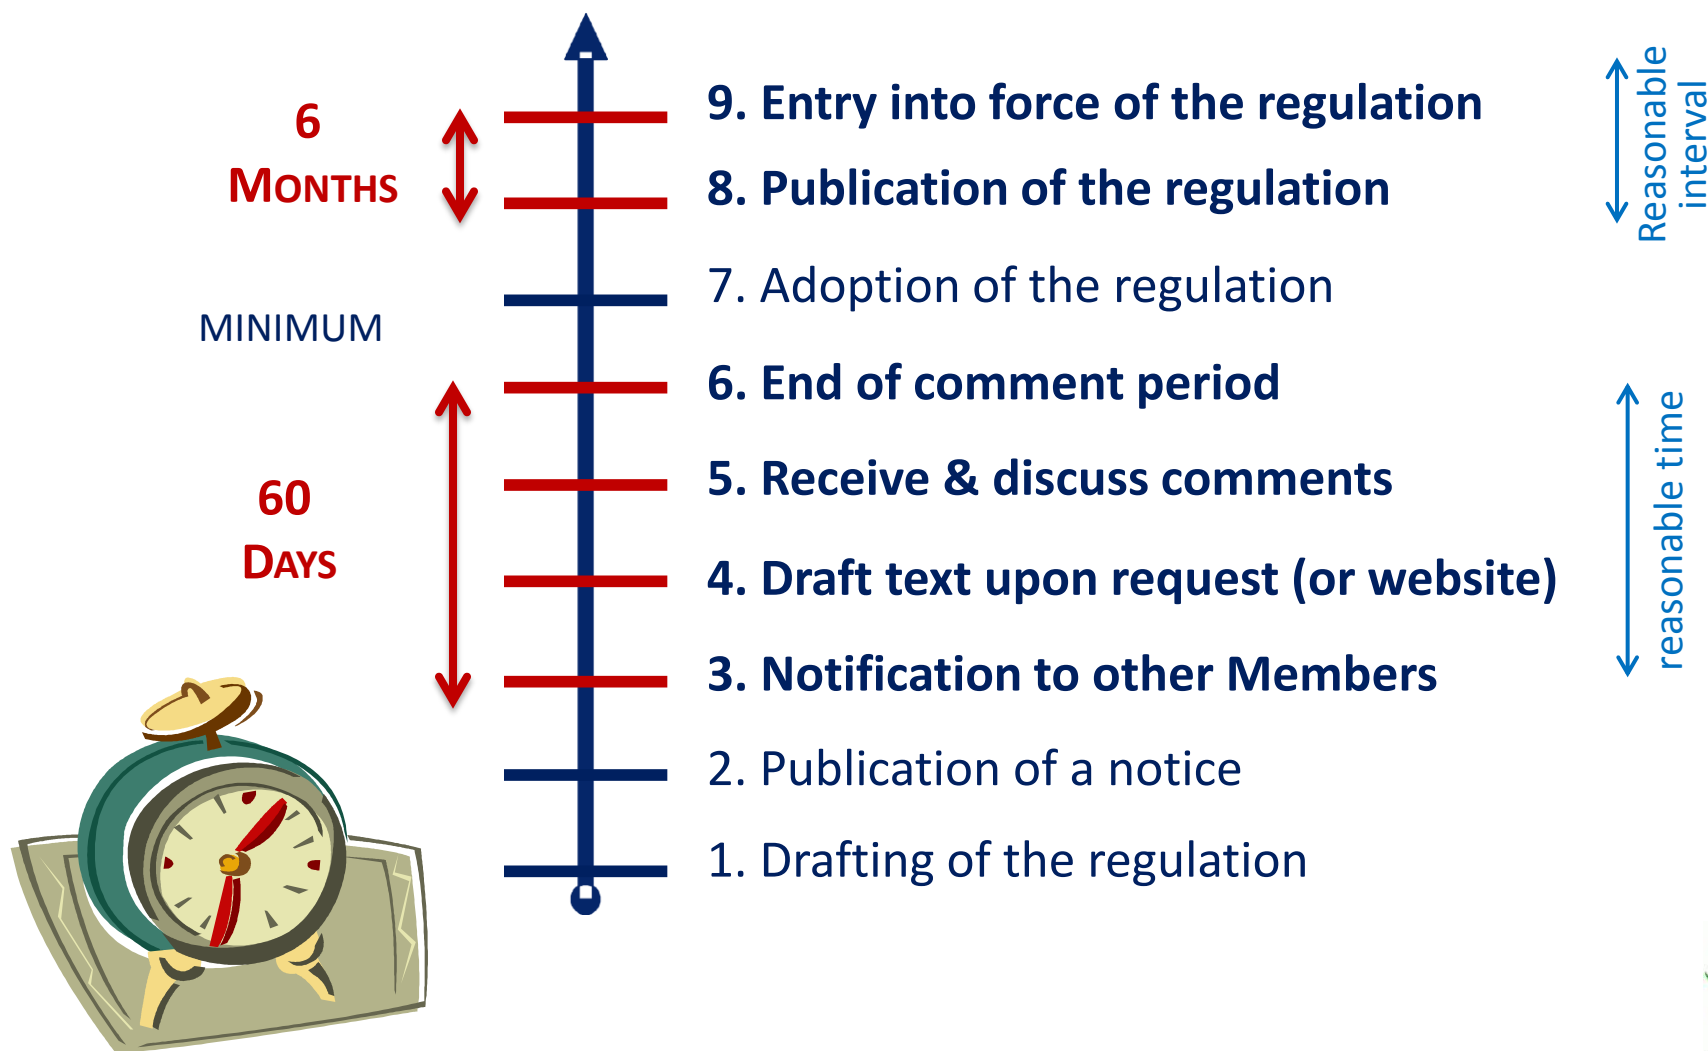 6
MONTHS
MINIMUM
60
DAYS
9. Entry into force of the regulation
8. Publication of the regulation
7. Adoption of the regulation
6. End of comment period
5. Receive & discuss comments
4. Draft text upon request (or website)
3. Notification to other Members
2. Publication of a notice
1. Drafting of the regulation
Reasonable
interval
reasonable time